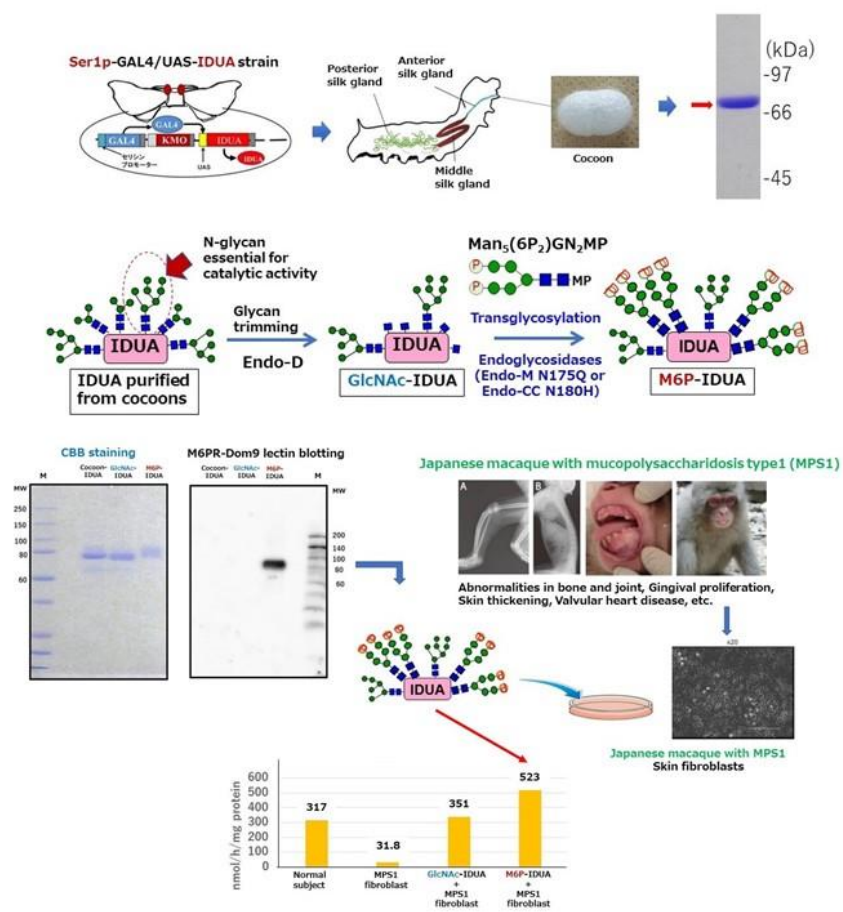 Ser1p-GAL4/UAS-IDUA strain
GAL4
GAL4
KMO
IDUA
セリシン
プロモーター
UAS
IDUA
Posterior
silk gland
Anterior
silk gland
Middle
silk gland
Cocoon
(kDa)
-97
-66
-45
N-glycan
essential for
catalytic activity
IDUA
IDUA purified
from cocoons
Glycan
trimming
Endo-D
IDUA
GlcNAc-IDUA
Man5(6P2)GN2MP
P
P
MP
Transglycosylation
Endoglycosidases
(Endo-M N175Q or
Endo-CC N180H)
IDUA
M6P-IDUA
CBB staining
M
Cocoon-
IDUA
GlcNAc-
IDUA
M6P-
IDUA
MW
250
150
100
80
60
M6PR-Dom9 lectin blotting
Cocoon-
IDUA
GlcNAc-
IDUA
M6P-
IDUA
M
MW
200
140
100
80
60
Japanese macaque with mucopolysaccharidosis type1 (MPS1)
A
B
Abnormalities in bone and joint, Gingival proliferation,
Skin thickening, Valvular heart disease, etc.
x20
IDUA
Japanese macaque with MPS1
Skin fibroblasts
nmol/h/mg protein
600
500
400
300
200
100
0
317
31.8
351
523
Normal
subject
MPS1
fibroblast
GlcNAc-IDUA
+
MPS1
fibroblast
M6P-IDUA
+
MPS1
fibroblast